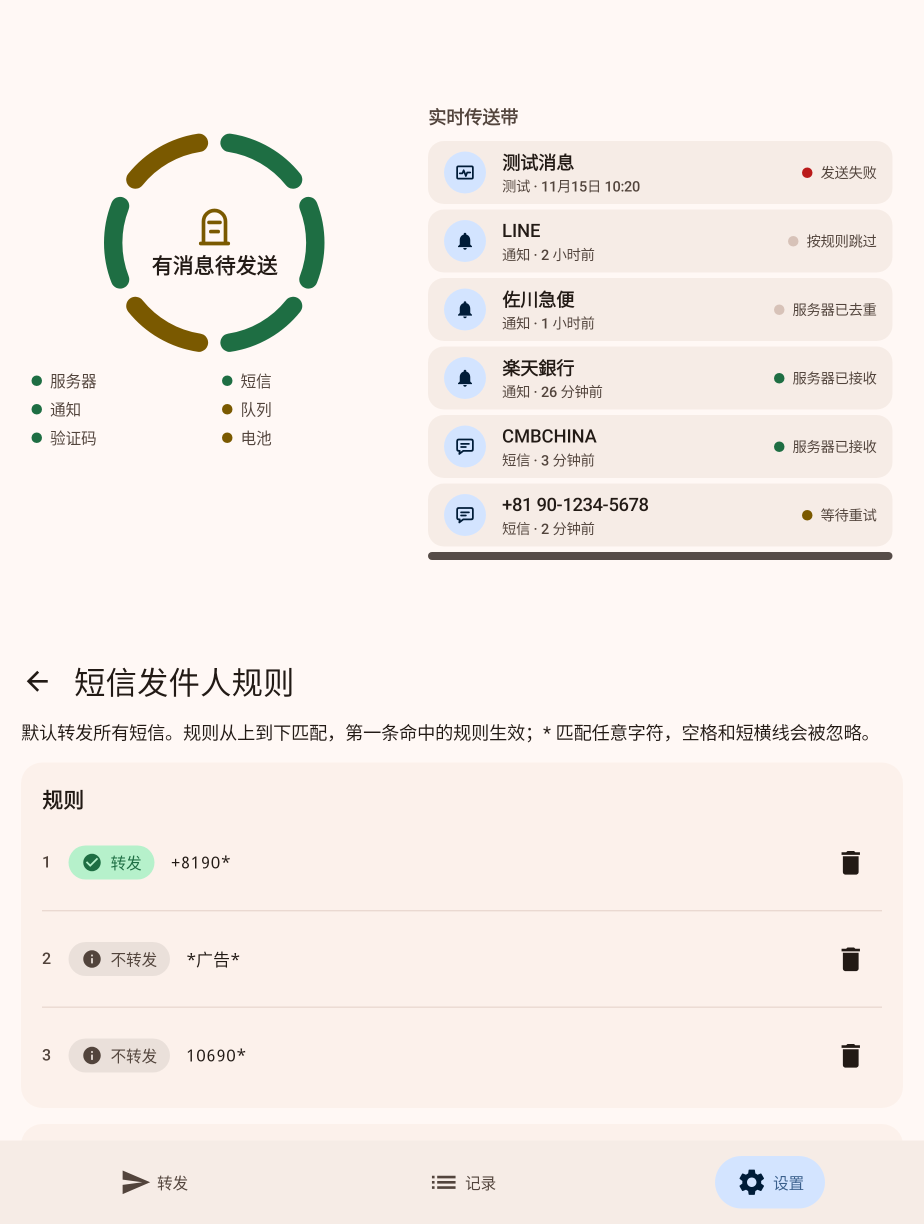 有消息待发送
服务器
短信
通知
队列
验证码
电池
实时传送带
测试消息
测试 · 11月15日 10:20
发送失败
LINE
通知 · 2 小时前
按规则跳过
佐川急便
通知 · 1 小时前
服务器已去重
楽天銀行
通知 · 26 分钟前
服务器已接收
CMBCHINA
短信 · 3 分钟前
服务器已接收
+81 90-1234-5678
短信 · 2 分钟前
等待重试
短信发件人规则
默认转发所有短信。规则从上到下匹配，第一条命中的规则生效；* 匹配任意字符，空格和短横线会被忽略。
规则
1 转发 +8190*
2 不转发 *广告*
3 不转发 10690*
转发
记录
设置